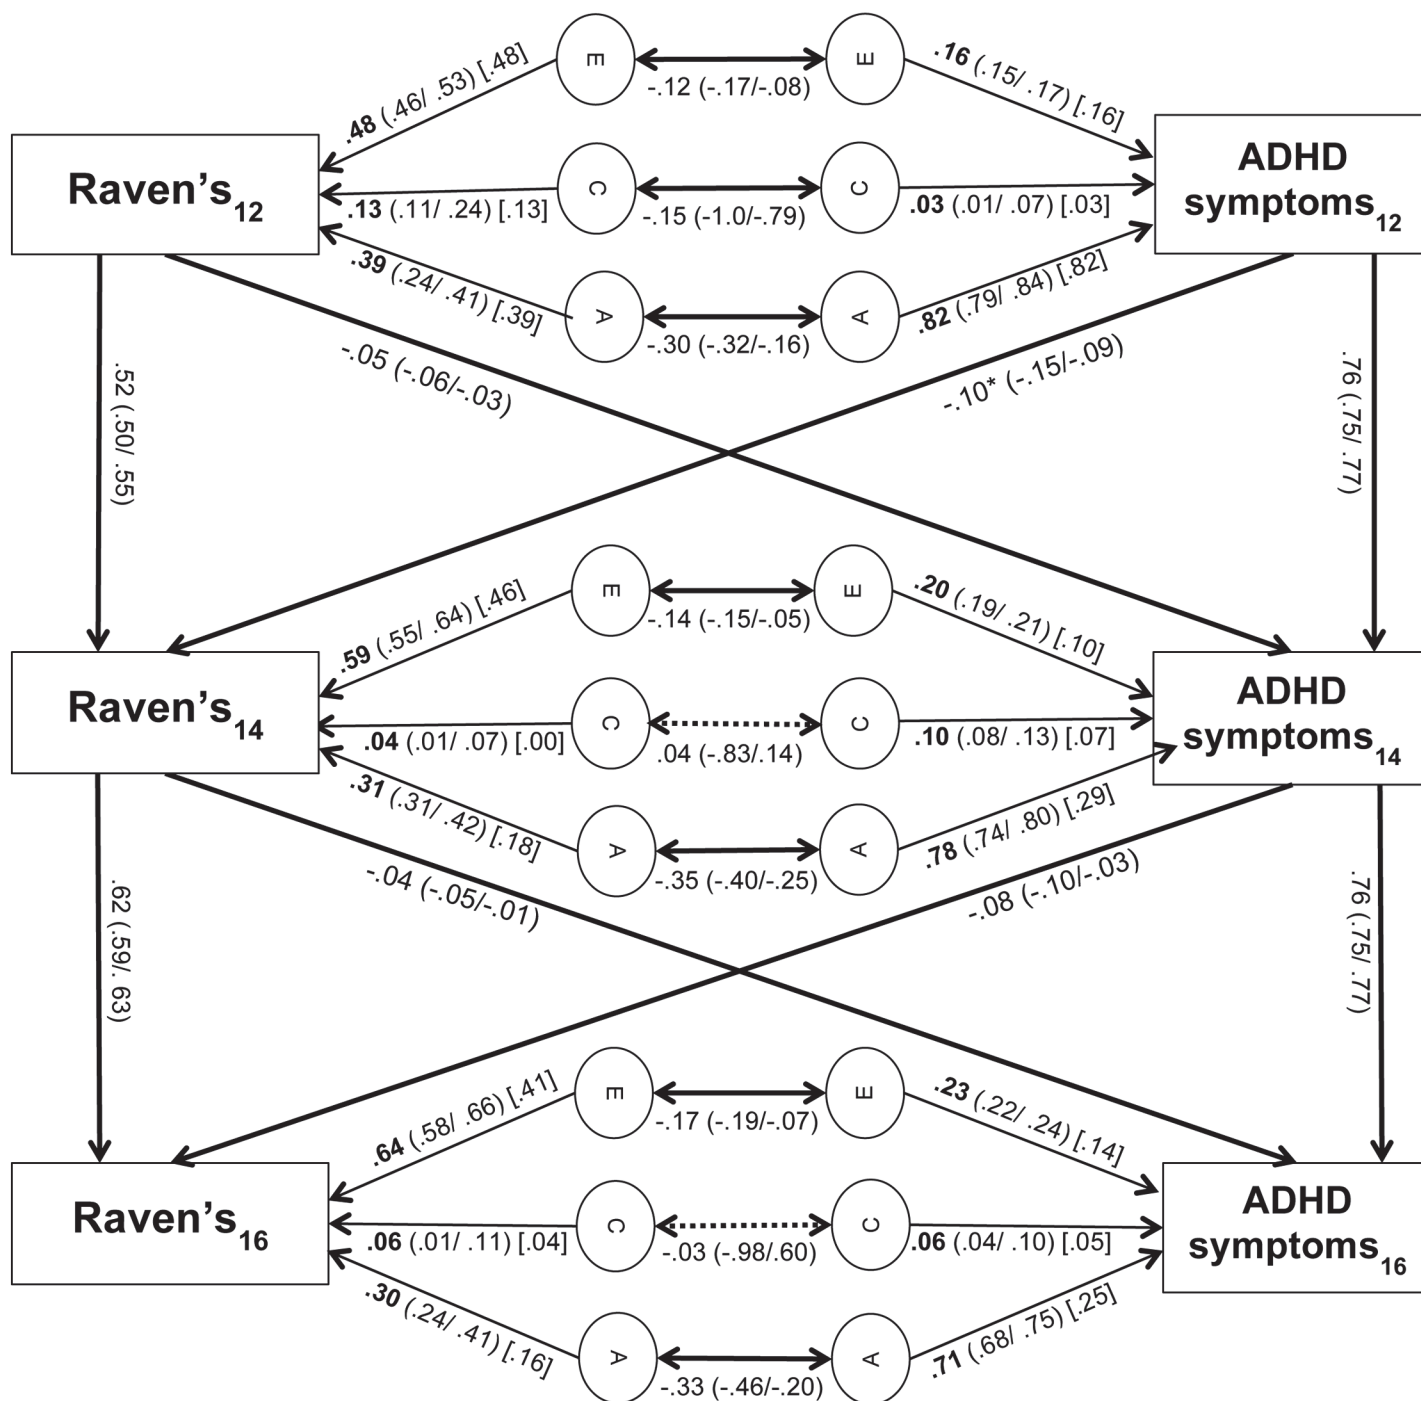 E
E
.48 (.46/ .53) [.48]
-.12 (-.17/-.08)
.16 (.15/ .17) [.16]
Raven’s12
C
C
ADHD
symptoms12
.13 (.11/ .24) [.13]
-.15 (-1.0/-.79)
.03 (.01/ .07) [.03]
.39 (.24/ .41) [.39]
A
A
-.30 (-.32/-.16)
.82 (.79/ .84) [.82]
.52 (.50/ .55)
-.05 (-.06/-.03)
-.10* (-.15/-.09)
.76 (.75/ .77)
E
E
.59 (.55/ .64) [.46]
-.14 (-.15/-.05)
.20 (.19/ .21) [.10]
Raven’s14
C
C
ADHD
symptoms14
.04 (.01/ .07) [.00]
.04 (-.83/.14)
.10 (.08/ .13) [.07]
.31 (.31/ .42) [.18]
A
A
-.35 (-.40/-.25)
.78 (.74/ .80) [.29]
.62 (.59/. 63)
-.04 (-.05/-.01)
-.08 (-.10/-.03)
.76 (.75/ .77)
E
E
.64 (.58/ .66) [.41]
-.17 (-.19/-.07)
.23 (.22/ .24) [.14]
Raven’s16
C
C
ADHD
symptoms16
.06 (.01/ .11) [.04]
-.03 (-.98/.60)
.06 (.04/ .10) [.05]
.30 (.24/ .41) [.16]
A
A
-.33 (-.46/-.20)
.71 (.68/ .75) [.25]